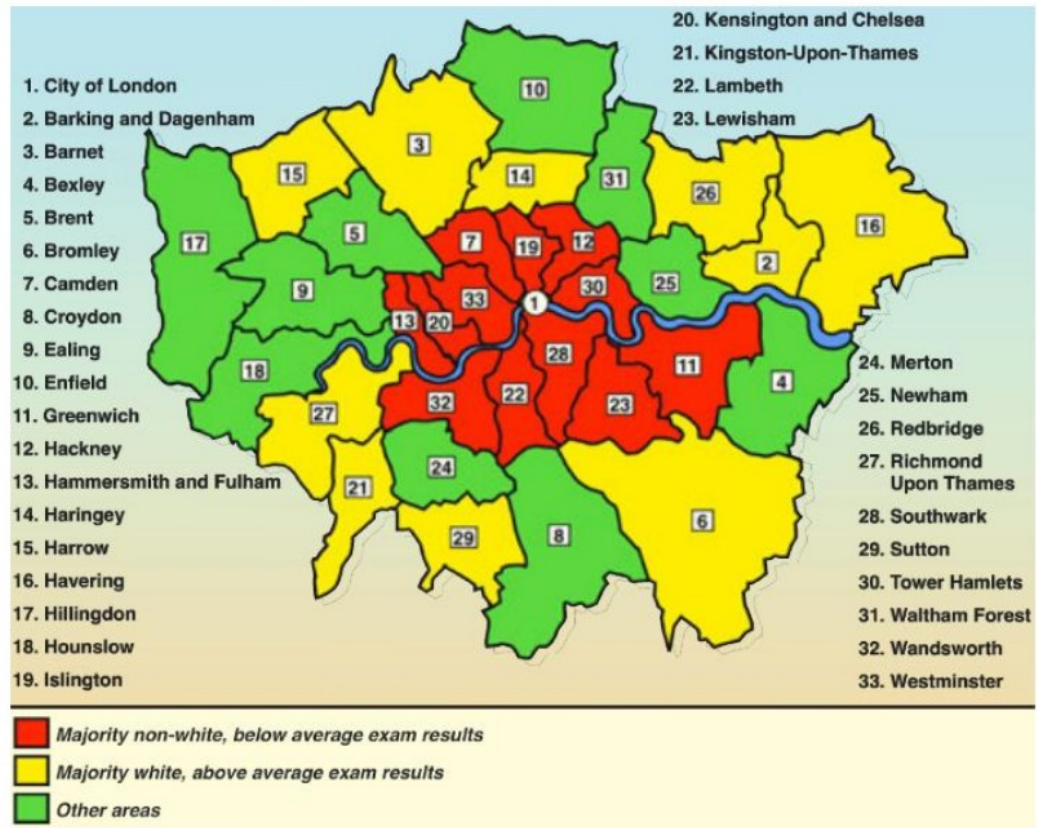 1. City of London
2. Barking and Dagenham
3. Barnet
4. Bexley
5. Brent
6. Bromley
7. Camden
8. Croydon
9. Ealing
10. Enfield
11. Greenwich
12. Hackney
13. Hammersmith and Fulham
14. Haringey
15. Harrow
16. Havering
17. Hillingdon
18. Hounslow
19. Islington
20. Kensington and Chelsea
21. Kingston-Upon-Thames
22. Lambeth
23. Lewisham
24. Merton
25. Newham
26. Redbridge
27. Richmond
Upon Thames
28. Southwark
29. Sutton
30. Tower Hamlets
31. Waltham Forest
32. Wandsworth
33. Westminster
10
3
15
14
31
26
16
17
5
7
19
12
2
9
33
30
25
13
20
1
18
28
11
4
27
32
22
23
24
21
29
8
6
Majority non-white, below average exam results
Majority white, above average exam results
Other areas